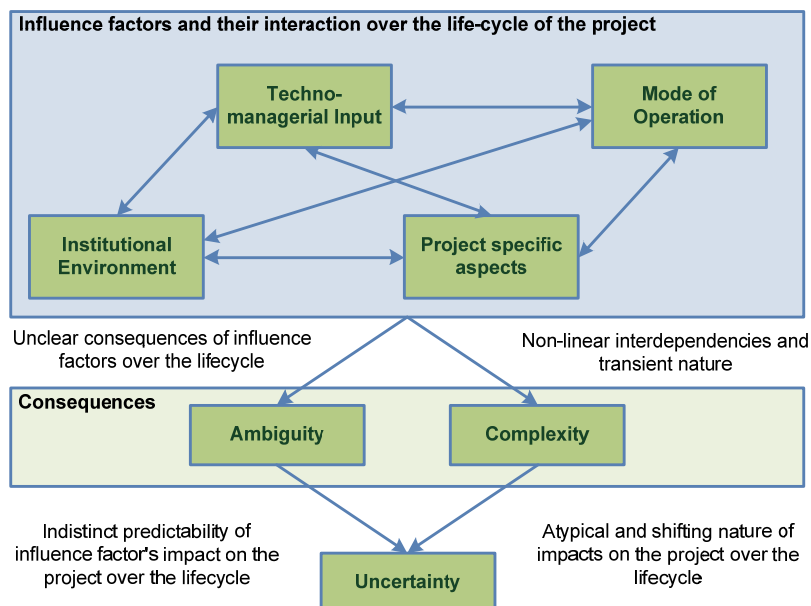 Influence factors and their interaction over the life-cycle of the project
Techno-
managerial Input
Mode of
Operation
Institutional
Environment
Project specific
aspects
Unclear consequences of influence
factors over the lifecycle
Non-linear interdependencies and
transient nature
Consequences
Ambiguity
Complexity
Indistinct predictability of
influence factor's impact on the
project over the lifecycle
Atypical and shifting nature of
impacts on the project over the
lifecycle
Uncertainty